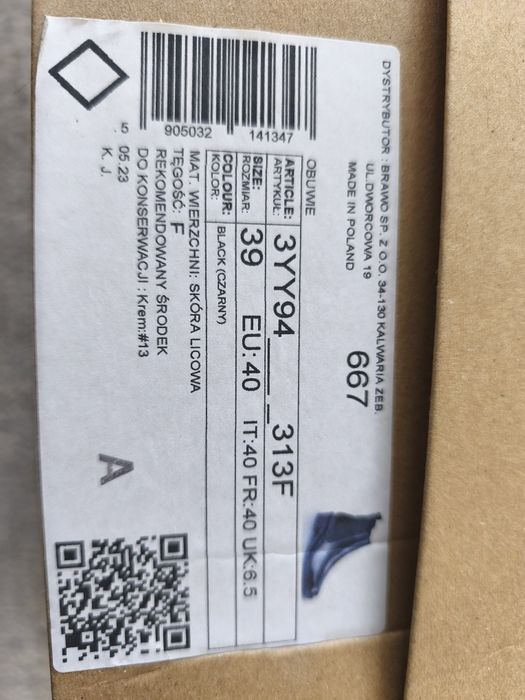 DYSTRYBUTOR : BRAWO SP. Z O.O. 34-130 KALWARIA ZEB.
UL.DWORCOWA 19
MADE IN POLAND
667
OBUWIE
ARTICLE: 3YY94____ _313F
ARTYKUŁ:
SIZE: 39 EU: 40 IT:40 FR:40 UK:6.5
ROZMIAR:
COLOUR: BLACK (CZARNY)
KOLOR:
5 905032 141347
MAT. WIERZCHNI: SKÓRA LICOWA
TĘGOŚĆ: F
REKOMENDOWANY ŚRODEK
DO KONSERWACJI : Krem:#13
05.23
K. J.
A